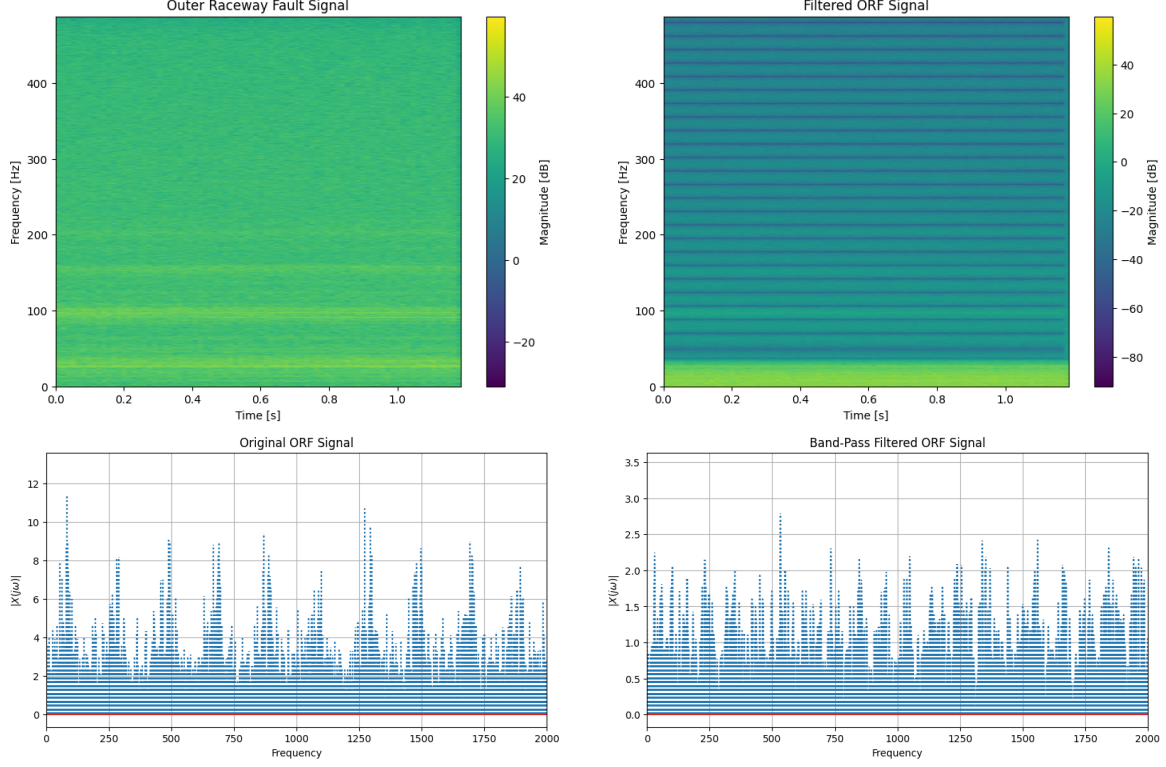 Outer Raceway Fault Signal
400
300
200
100
0
Frequency [Hz]
0.0 0.2 0.4 0.6 0.8 1.0
Time [s]
40
20
0
−20
Magnitude [dB]
Filtered ORF Signal
400
300
200
100
0
Frequency [Hz]
0.0 0.2 0.4 0.6 0.8 1.0
Time [s]
40
20
0
−20
−40
−60
−80
Magnitude [dB]
Original ORF Signal
12
10
8
6
4
2
0
|X(jω)|
0 250 500 750 1000 1250 1500 1750 2000
Frequency
Band-Pass Filtered ORF Signal
3.5
3.0
2.5
2.0
1.5
1.0
0.5
0.0
|X(jω)|
0 250 500 750 1000 1250 1500 1750 2000
Frequency